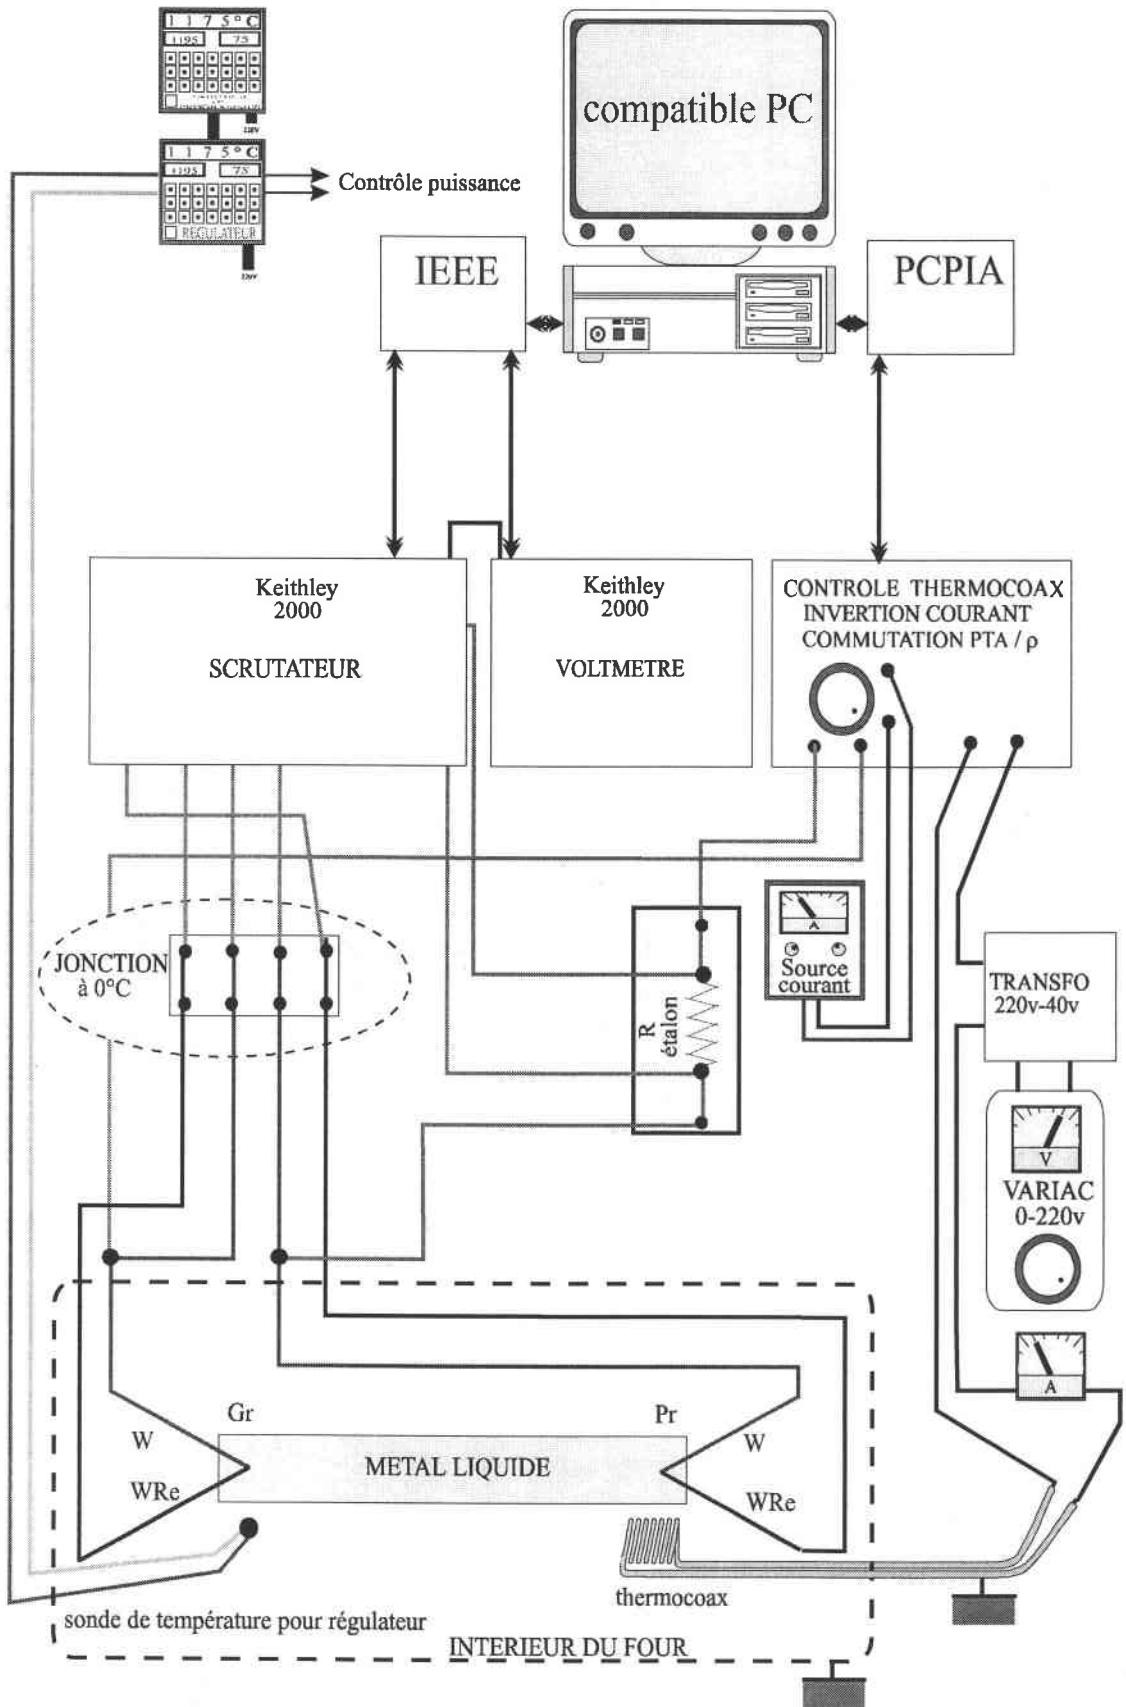 1 1 7 5 ° C
1195 75
220V
1 1 7 5 ° C
1195 75
REGULATEUR
220V
Contrôle puissance
compatible PC
IEEE
PCPIA
Keithley
2000
SCRUTATEUR
Keithley
2000
VOLTMETRE
CONTROLE THERMOCOAX
INVERTION COURANT
COMMUTATION PTA / ρ
JONCTION
à 0°C
R
étalon
A
Source
courant
TRANSFO
220v-40v
V
VARIAC
0-220v
A
Gr
Pr
W
WRe
METAL LIQUIDE
W
WRe
thermocoax
sonde de température pour régulateur
INTERIEUR DU FOUR